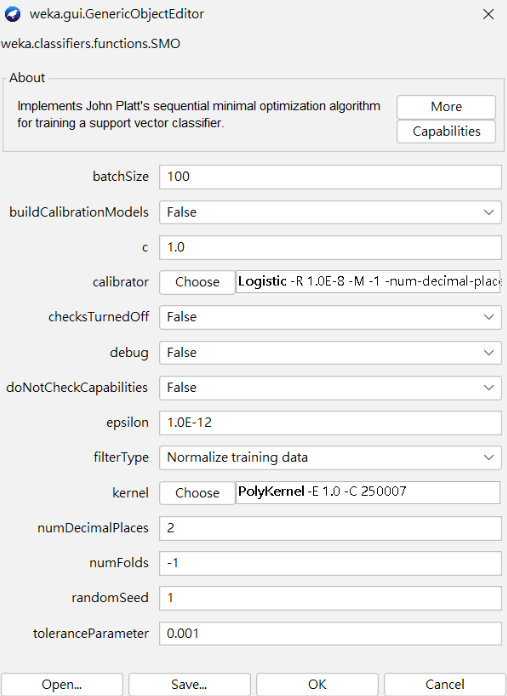 weka.gui.GenericObjectEditor
weka.classifiers.functions.SMO
About
Implements John Platt's sequential minimal optimization algorithm
for training a support vector classifier.
More
Capabilities
batchSize 100
buildCalibrationModels False
c 1.0
calibrator Choose Logistic -R 1.0E-8 -M -1 -num-decimal-place
checksTurnedOff False
debug False
doNotCheckCapabilities False
epsilon 1.0E-12
filterType Normalize training data
kernel Choose PolyKernel -E 1.0 -C 250007
numDecimalPlaces 2
numFolds -1
randomSeed 1
toleranceParameter 0.001
Open... Save... OK Cancel